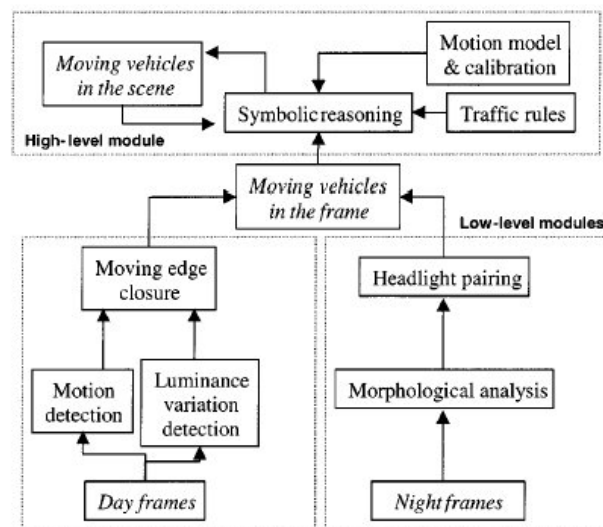 Moving vehicles
in the scene
Motion model
& calibration
Symbolic reasoning
Traffic rules
High-level module
Moving vehicles
in the frame
Low-level modules
Moving edge
closure
Headlight pairing
Motion
detection
Luminance
variation
detection
Morphological analysis
Day frames
Night frames